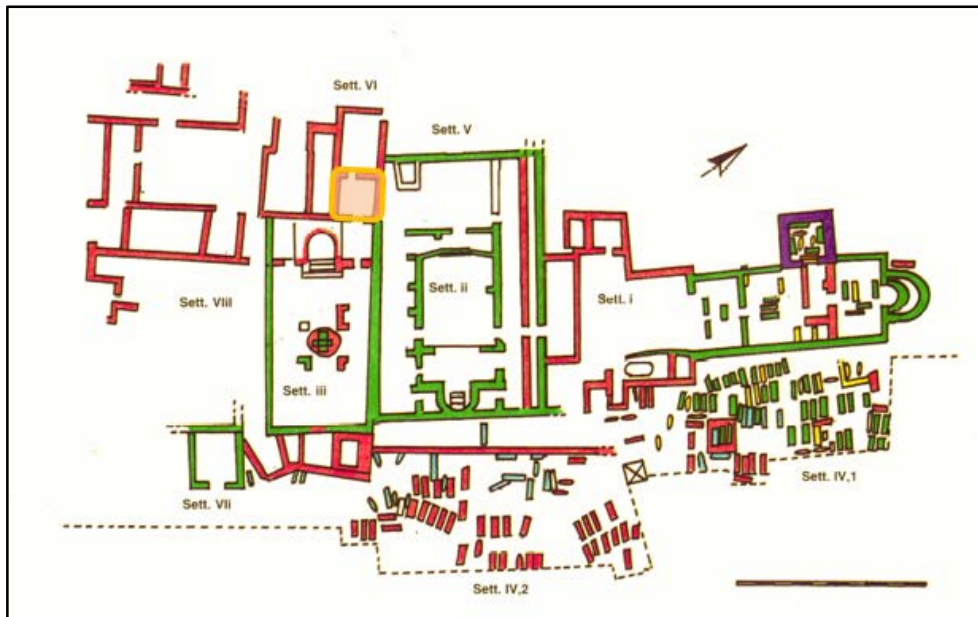 Sett. VI
Sett. V
Sett. ii
Sett. i
Sett. VIiI
Sett. iii
Sett. VIi
Sett. IV,1
Sett. IV,2